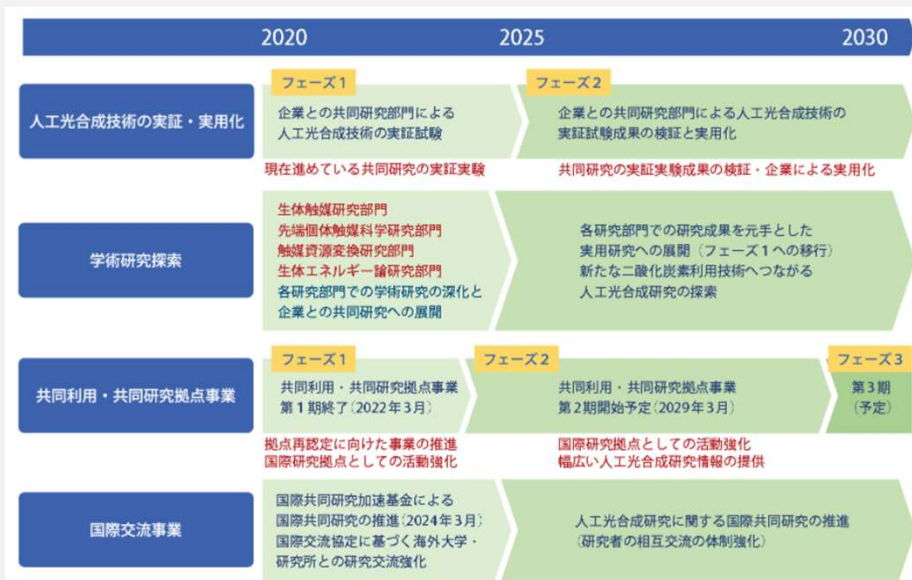 2020
2025
2030
人工光合成技術の実証・実用化
フェーズ1
企業との共同研究部門による
人工光合成技術の実証試験
現在進めている共同研究の実証実験
フェーズ2
企業との共同研究部門による人工光合成技術の
実証試験成果の検証と実用化
共同研究の実証実験成果の検証・企業による実用化
学術研究探索
生体触媒研究部門
先端個体触媒科学研究部門
触媒資源変換研究部門
生体エネルギー論研究部門
各研究部門での学術研究の深化と
企業との共同研究への展開
各研究部門での研究成果を元手とした
実用研究への展開（フェーズ1への移行）
新たな二酸化炭素利用技術へつながる
人工光合成研究の探索
共同利用・共同研究拠点事業
フェーズ1
共同利用・共同研究拠点事業
第1期終了（2022年3月）
拠点再認定に向けた事業の推進
国際研究拠点としての活動強化
フェーズ2
共同利用・共同研究拠点事業
第2期開始予定（2029年3月）
国際研究拠点としての活動強化
幅広い人工光合成研究情報の提供
フェーズ3
第3期
（予定）
国際交流事業
国際共同研究加速基金による
国際共同研究の推進（2024年3月）
国際交流協定に基づく海外大学・
研究所との研究交流強化
人工光合成研究に関する国際共同研究の推進
（研究者の相互交流の体制強化）